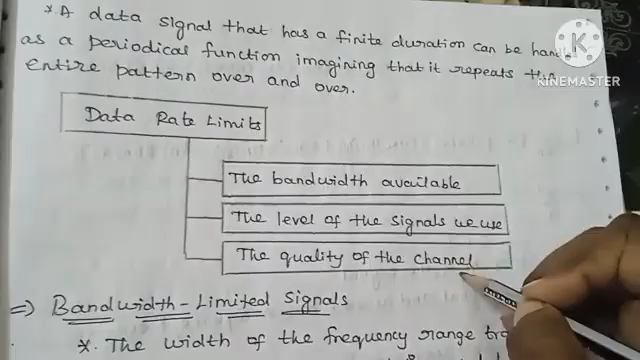 * A data signal that has a finite duration can be
as a periodical function imagining that it repeats
entire pattern over and over.
Data Rate Limits
The bandwidth available
The level of the signals we use
The quality of the channel
=> Bandwidth-Limited Signals
*. The width of the frequency range
KINEMASTER